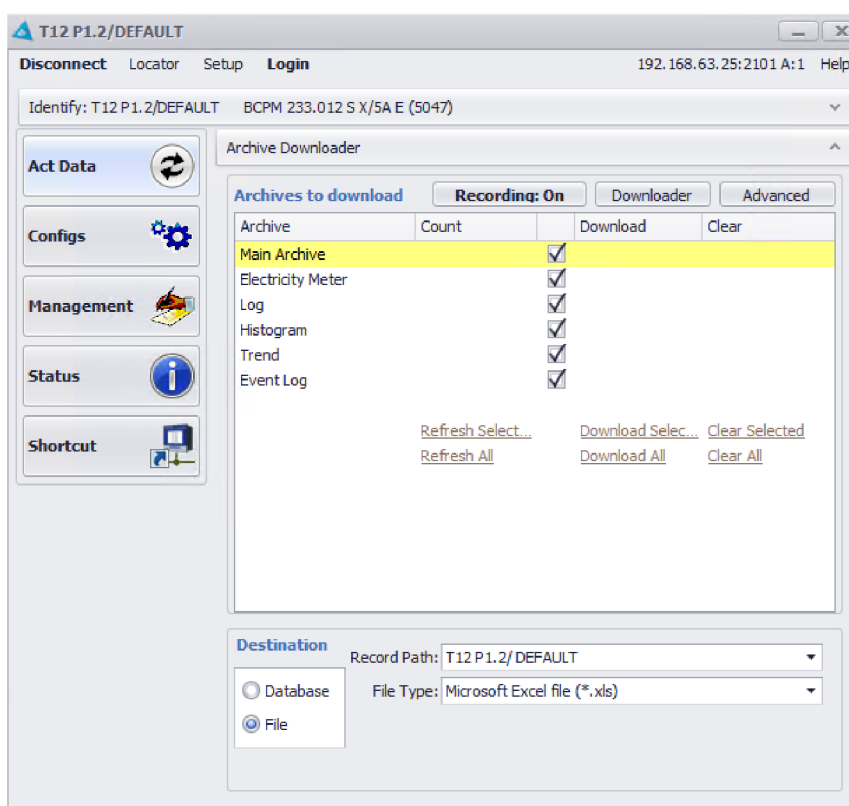 T12 P1.2/DEFAULT
Disconnect Locator Setup Login 192.168.63.25:2101 A:1 Help
Identify: T12 P1.2/DEFAULT BCPM 233.012 S X/5A E (5047)
Act Data
Configs
Management
Status
Shortcut
Archive Downloader
Archives to download Recording: On Downloader Advanced
Archive Count Download Clear
Main Archive
Electricity Meter
Log
Histogram
Trend
Event Log
Refresh Select... Download Selec... Clear Selected
Refresh All Download All Clear All
Destination
Record Path: T12 P1.2/ DEFAULT
Database
File Type: Microsoft Excel file (*.xls)
File